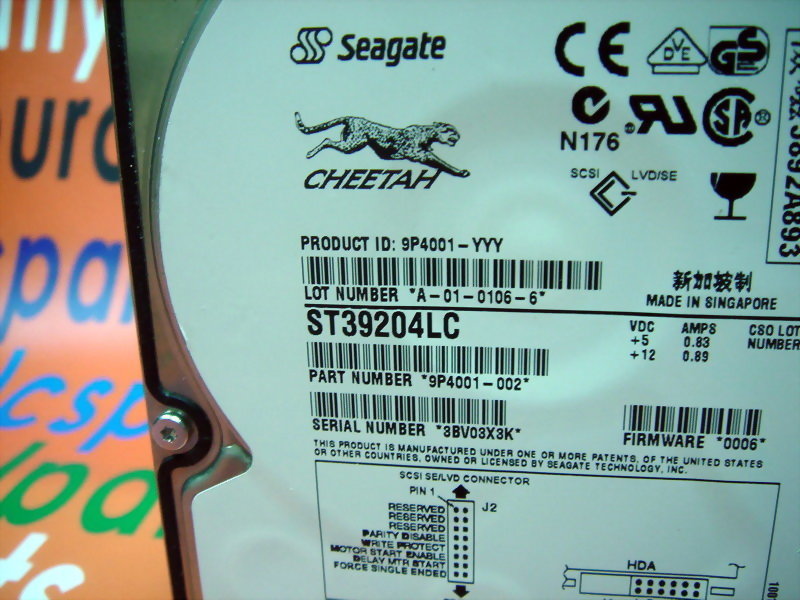 Seagate
CE DVE GS
N176
SCSI LVD/SE
CHEETAH
PRODUCT ID: 9P4001-YYY
LOT NUMBER *A-01-0106-6*
新加坡制
MADE IN SINGAPORE
ST39204LC
VDC AMPS CSO LOT
+5 0.83 NUMBER
+12 0.89
PART NUMBER *9P4001-002*
SERIAL NUMBER *3BV03X3K*
FIRMWARE *0006*
THIS PRODUCT IS MANUFACTURED UNDER ONE OR MORE PATENTS, OF THE UNITED STATES
OR OTHER COUNTRIES, OWNED OR LICENSED BY SEAGATE TECHNOLOGY, INC.
SCSI SE/LVD CONNECTOR
PIN 1
J2
RESERVED
RESERVED
RESERVED
PARITY DISABLE
WRITE PROTECT
MOTOR START ENABLE
DELAY MTR START
FORCE SINGLE ENDED
HDA
3892A893